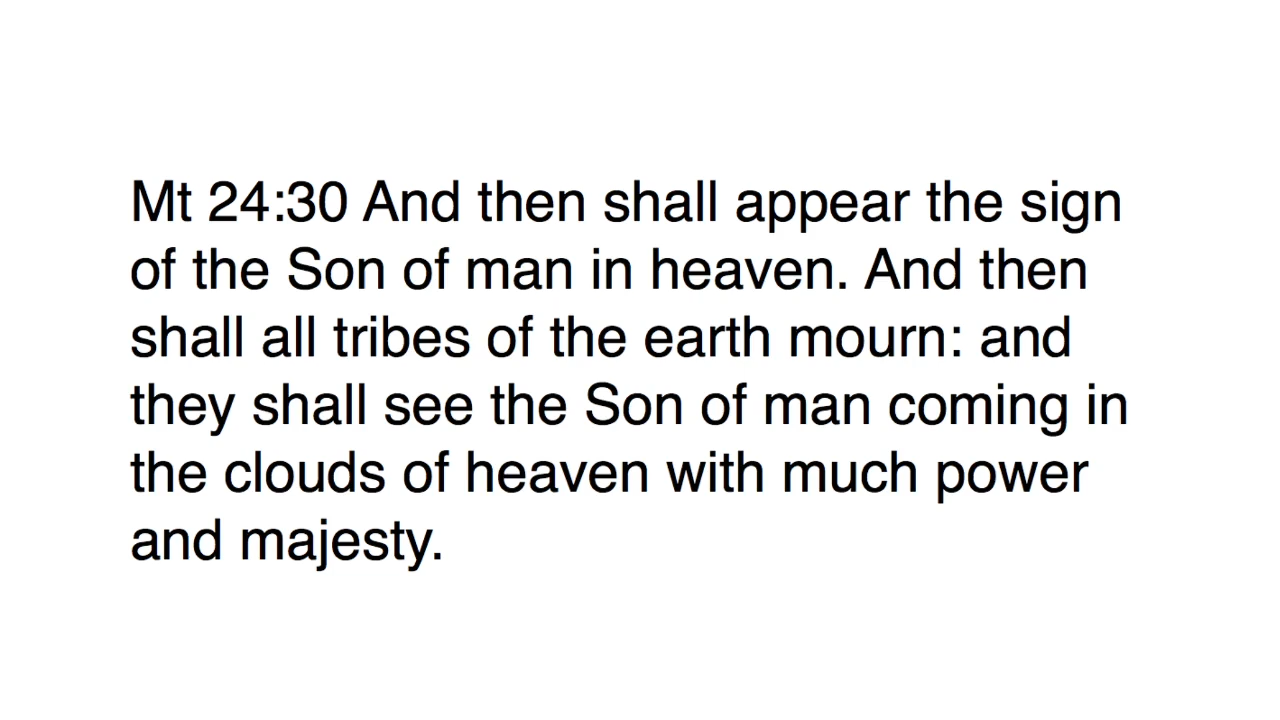 Mt 24:30 And then shall appear the sign
of the Son of man in heaven. And then
shall all tribes of the earth mourn: and
they shall see the Son of man coming in
the clouds of heaven with much power
and majesty.